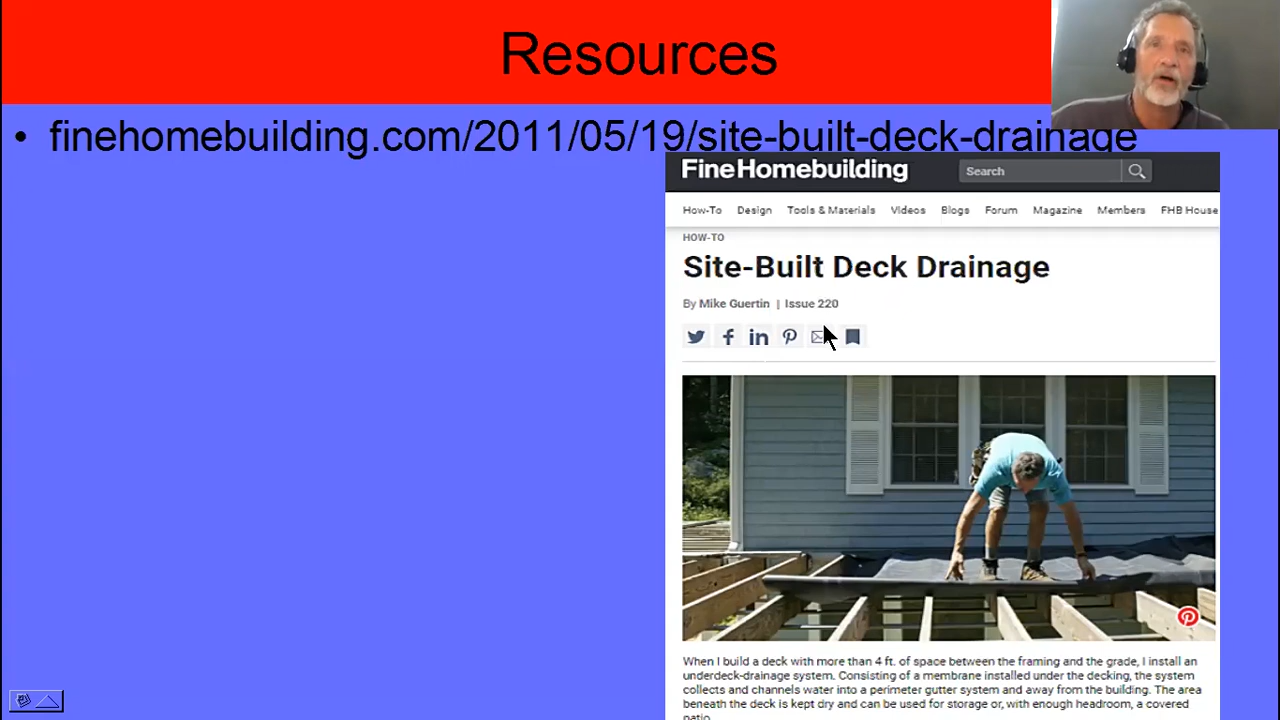 Resources
• finehomebuilding.com/2011/05/19/site-built-deck-drainage
FineHomebuilding
Search
How-To Design Tools & Materials Videos Blogs Forum Magazine Members FHB House
HOW-TO
Site-Built Deck Drainage
By Mike Guertin | Issue 220
When I build a deck with more than 4 ft. of space between the framing and the grade, I install an
underdeck-drainage system. Consisting of a membrane installed under the decking, the system
collects and channels water into a perimeter gutter system and away from the building. The area
beneath the deck is kept dry and can be used for storage or, with enough headroom, a covered
patio.